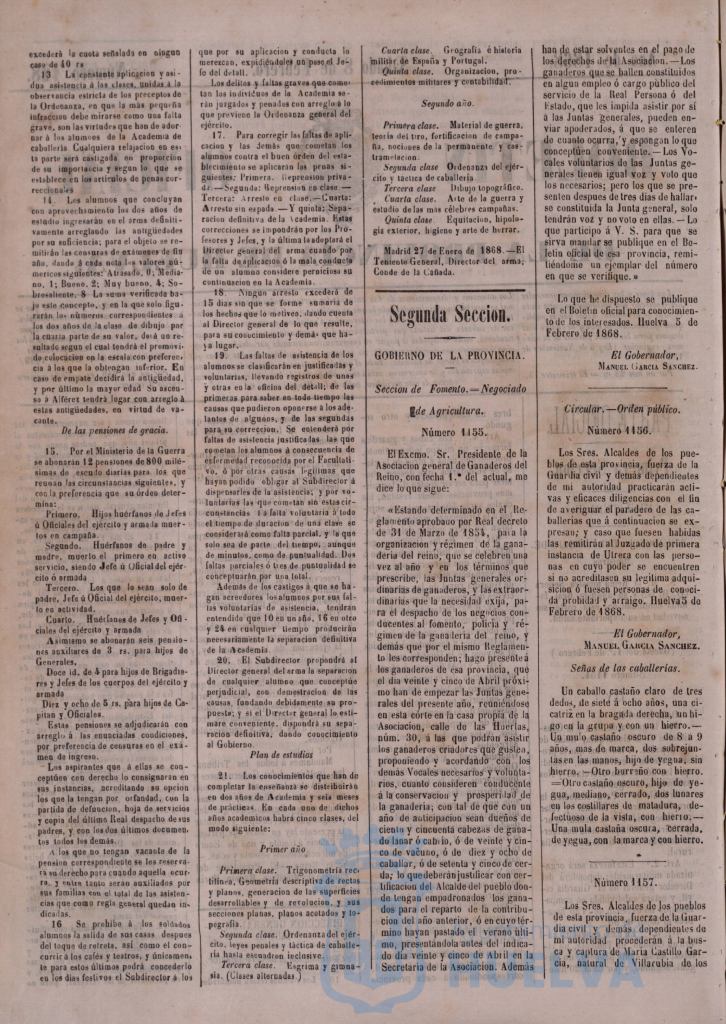 excederá la cuota señalada en ningun
caso de 40 rs
13 La constante aplicacion y asi-
dua asistencia á las clases, unidas á la
observancia estricta de los preceptos de
la Ordenanza, en que la mas pequeña
infraccion debe mirarse como una falta
grave, son las virtudes que han de ador-
nar á los alumnos de la Academia de
caballería Cualquiera relajacion en es-
ta parte será castigada en proporcion
de su importancia y segun lo que se
establece en los artículos de penas cor-
reccionales
14. Los alumnos que concluyan
con aprovechamiento los dos años de
estudio ingresarán en el arma defniti-
vamente arreglando las antigüedades
por su suficiencia; para el objeto se re-
mitirán las censuras de exámenes de fin
año, dando á cada nota los valores nu-
méricos siguientes: Atrasado, 0; Media-
no, 1; Bueno, 2; Muy bueno, 4; So-
bresaliente, 8 La suma verificada ba-
jo este concepto, y en la que solo figu-
rarán los números correspondientes á
los dos años de la clase de dibujo por
la cuarta parte de su valor, dará un re-
sultado segun el cual tendrá el promovi-
do colocacion en la escala con preferen-
cia á los que la obtengan inferior. En
caso de empate decidirá la antigüedad,
y por último la mayor edad Su ascen-
so á Alférez tendrá lugar con arreglo á
estas antigüedades, en virtud de va-
cante.
De las pensiones de gracia.
15. Por el Ministerio de la Guerra
se abonarán 12 pensiones de 800 milé-
simas de escudo diarias para los que
reunan las circunstancias siguientes, y
con la preferencia que su órden deter-
mina:
Primero. Hijos huérfanos de Jefes
ú Oficiales del ejército y armada muer-
tos en campaña.
Segundo. Huérfanos de padre y
madre, muerto el primero en activo
servicio, siendo Jefe ú Oficial del ejér-
cito ó armada
Tercero. Los que lo sean solo de
padre, Jefe ú Oficial del ejército, muer-
to en actividad.
Cuarto. Huérfanos de Jefes y Ofi-
ciales del ejército y armada
Asimismo se abonarán seis pensio-
nes auxiliares de 3 rs. para hijos de
Generales.
Doce id. de 4 para hijos de Brigadie-
res y Jefes de los cuerpos del ejército y
armada
Diez y ocho de 5 rs. para hijos de Ca-
pitan y Oficiales.
Estas pensiones se adjudicarán con
arreglo á las enunciadas condiciones,
por preferencia de censuras en el exá-
men de ingreso.
Los aspirantes que á ellas se con-
ceptúen con derecho lo consignarán en
sus instancias, acreditando su opcion
los que la tengan por orfandad, con la
partida de defuncion, hoja de servicios
y copia del último Real despacho de sus
padres, y con los dos últimos documen-
tos todos los demás.
A los que no tengan vacante de la
pension correspondiente se les reserva-
rá su derecho para cuando aquella ocur-
ra, y entre tanto serán auxiliados por
sus familias con el total de las asisten-
cias que como regla general quedan in-
dicadas.
16 Se prohibe á los soldados
alumnos la salida de sus casas, despues
del toque de retreta, así como el con-
currir á los cafés y teatros, y únicamen-
te para estos últimos podrá concederlo
en los dias festivos el Subdirector á los
que por su aplicacion y conducta lo
merezcan, expidiéndoles un pase el Je-
fe del detall.
Los delitos y faltas graves que come-
tan los individuos de la Academia se-
rán juzgados y penados con arreglo á lo
que previene la Ordenanza general del
ejército.
17. Para corregir las faltas de apli-
cacion y las demás que cometan los
alumnos contra el buen órden del esta-
blecimiento se aplicarán las penas si-
guientes: Primera. Reprension priva-
da.—Segunda: Reprension en clase.—
Tercera: Arresto en clase.—Cuarta:
Arresto sin espada.—Y quinta: Sepa-
racion definitiva de la Academia. Estas
correcciones se impondrán por los Pro-
fesores y Jefes, y la última la adoptará el
Director general del arma cuando por
la falta de aplicacion ó la mala conducta
de un alumno considere pernicioso su
continuacion en la Academia.
18. Ningun arresto excederá de
15 dias sin que se forme sumaria de
los hechos que lo motiven, dando cuenta
al Director general de lo que resulte,
para su conocimiento y demás que ha-
ya lugar.
19. Las faltas de asistencia de los
alumnos se clasificarán en justificadas y
voluntarias, llevando registros de unas
y otras en la oficina del detall; de las
primeras para saber en todo tiempo las
causas que pudieron oponerse á los ade-
lantos de algunos, y de las segundas
para su correccion. Se entenderá por
faltas de asistencia justificadas las que
cometan los alumnos á consecuencia de
enfermedad reconocida por el Facultati-
vo, ó por otras causas legítimas que
hayan podido obligar al Subdirector á
dispensarles de la asistencia; y por vo-
luntarias las que cometan sin estas cir-
cunstancias La falta voluntaria á todo
el tiempo de duracion de una clase se
considerará como falta parcial, y la que
solo sea de parte del tiempo, aunque
de minutos, como de puntualidad. Dos
faltas parciales ó tres de puntualidad se
conceptuarán por una total.
Además de los castigos á que se ha-
gan acreedores los alumnos por sus fal-
tas voluntarias de asistencia, tendrán
entendido que 10 en un año, 16 en otro
y 24 en cualquier tiempo producirán
necesariamente la separacion definitiva
de la Academia.
20. El Subdirector propondrá al
Director general del arma la separacion
de cualquier alumno que conceptúe
perjudicial, con demostracion de las
causas, fundando debidamente su pro-
puesta; y si el Director general lo esti-
mare conveniente, dispondrá su sepa-
racion definitiva, dando conocimiento
al Gobierno
Plan de estudios
21. Los conocimientos que han de
completar la enseñanza se distribuirán
en dos años de Academia y seis meses
de práctica. En cada uno de dichos
años académicos habrá cinco clases, del
modo siguiente:
Primer año
Primera clase. Trigonometría rec-
tilínea, Geometría descriptiva de rectas
y planos, generacion de las superficies
desarrollables y de revolucion, y sus
secciones planas, planos acotados y to-
pografía.
Segunda clase. Ordenanza del ejér-
cito, leyes penales y táctica de caballe-
ría hasta escuadron inclusive.
Tercera clase. Esgrima y gimna-
sia. (Clases alternadas)
Cuarta clase. Geografía é historia
militar de España y Portugal.
Quinta clase. Organizacion, pro-
cedimientos militares y contabilidad.
Segundo año.
Primera clase. Material de guerra,
teoría del tiro, fortificacion de campa-
ña, nociones de la permanente, y cas-
trametacion.
Segunda clase Ordenanza del ejér-
cito y táctica de caballería.
Tercera clase Dibujo topográfico.
Cuarta clase. Arte de la guerra y
estudio de las mas célebres campañas.
Quinta clase Equitacion, hipolo-
gía exterior, higiene y arte de herrar.
Madrid 27 de Enero de 1868.—El
Teniente General, Director del arma,
Conde de la Cañada.
Segunda Seccion.
GOBIERNO DE LA PROVINCIA.
Seccion de Fomento.—Negociado
de Agricultura.
Número 1155.
El Excmo. Sr. Presidente de la
Asociacion general de Ganaderos del
Reino, con fecha 1.º del actual, me
dice lo que sigue:
«Estando determinado en el Re-
glamento aprobado por Real decreto
de 31 de Marzo de 1854, para la
organizacion y régimen de la gana-
dería del reino, que se celebren una
vez al año y en los términos que
prescribe, las Juntas generales ordi-
narias de ganaderos, y las extraor-
dinarias que la necesidad exija, pa-
ra el despacho de los negocios con-
ducentes al fomento, policía y ré-
gimen de la ganadería del reino, y
demás que por el mismo Reglamen-
to les corresponden; hago presente á
los ganaderos de esa provincia, que
el dia veinte y cinco de Abril próxi-
mo han de empezar las Juntas gene-
rales del presente año, reuniéndose
en esta córte en la casa propia de la
Asociacion, calle de las Huertas,
núm. 30, á las que podrán asistir
los ganaderos criadores que gusten,
proponiendo y acordando con los
demás Vocales necesarios y volunta-
rios, cuanto consideren conducente
á la conservacion y prosperidad de
la ganadería; con tal de que con un
año de anticipacion sean dueños de
ciento y cincuenta cabezas de gana-
do lanar ó cabrío, ó de veinte y cin-
co de vacuno, ó de diez y ocho de
caballar, ó de setenta y cinco de cer-
da; lo que deberán justificar con cer-
tificacion del Alcalde del pueblo don-
de tengan empadronados los gana-
dos para el reparto de la contribu-
cion del año anterior, ó en cuyo tér-
mino hayan pastado el verano últi-
mo, presentándola antes del indica-
do dia veinte y cinco de Abril en la
Secretaría de la Asociacion. Además
han de estar solventes en el pago de
los derechos de la Asociacion.—Los
ganaderos que se hallen constituidos
en algun empleo ó cargo público del
servicio de la Real Persona ó del
Estado, que les impida asistir por sí
á las Juntas generales, pueden en-
viar apoderados, á que se enteren
de cuanto ocurra, y espongan lo que
conceptúen conveniente.—Los Vo-
cales voluntarios de las Juntas ge-
nerales tienen igual voz y voto que
los necesarios; pero los que se pre-
senten despues de tres dias de hallar-
se constituida la Junta general, solo
tendrán voz y no voto en ellas.—Lo
que participo á V. S. para que se
sirva mandar se publique en el Bo-
letin oficial de esa provincia, remi-
tiéndome un ejemplar del número
en que se verifique.»
Lo que he dispuesto se publique
en el Boletin oficial para conocimien-
to de los interesados. Huelva 5 de
Febrero de 1868.
El Gobernador,
MANUEL GARCIA SANCHEZ.
Circular.—Orden público.
Número 1156.
Los Sres. Alcaldes de los pue-
blos de esta provincia, fuerza de la
Guardia civil y demás dependientes
de mi autoridad practicarán acti-
vas y eficaces diligencias con el fin
de averiguar el paradero de las ca-
ballerías que á continuacion se ex-
presan; y caso que fuesen habidas
las remitirán al Juzgado de primera
instancia de Utrera con las perso-
nas en cuyo poder se encuentren
si no acreditasen su legítima adqui-
sicion ó fuesen personas de cono-
cida probidad y arraigo. Huelva 5 de
Febrero de 1868.
El Gobernador,
MANUEL GARCIA SANCHEZ.
Señas de las caballerías.
Un caballo castaño claro de tres
dedos, de siete á ocho años, una ci-
catriz en la bragada derecha, un hi-
go en la grupa y con un hierro.—
Un mulo castaño oscuro de 8 a 9
años, mas de marca, dos sobrejun-
tas en las manos, hijo de yegua, sin
hierro.—Otro burreño con hierro.
—Otro castaño oscuro, hijo de ye-
gua, mediano, cerrado, dos lunares
en los costillares de matadura, de-
fectuoso de la vista, con hierro.—
Una mula castaña oscura, cerrada,
de yegua, con la marca y con hierro.
Número 1157.
Los Sres. Alcaldes de los pueblos
de esta provincia, fuerza de la Guar-
dia civil y demás dependientes de
mi autoridad procederán á la bus-
ca y captura de María Castillo Gar-
cía, natural de Villarubia de los
HUELVA